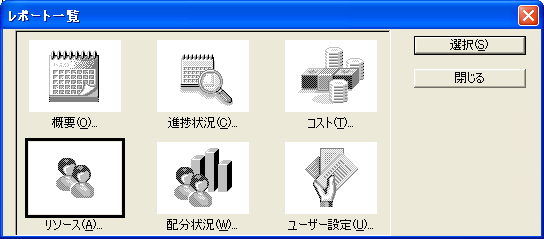 レポート一覧
選択(S)
閉じる
概要(O)...
進捗状況(C)...
コスト(T)...
リソース(A)...
配分状況(W)...
ユーザー設定(U)...